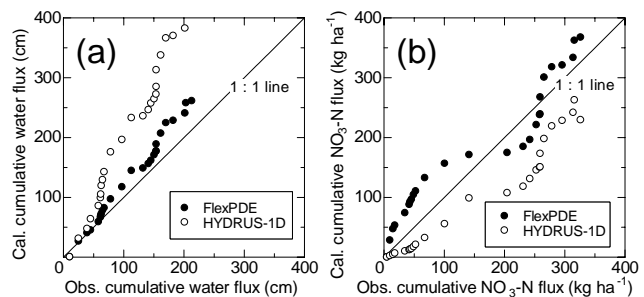 (a)
Cal. cumulative water flux (cm)
400
300
200
100
0
1 : 1 line
FlexPDE
HYDRUS-1D
0 100 200 300 400
Obs. cumulative water flux (cm)
(b)
Cal. cumulative NO₃-N flux (kg ha⁻¹)
400
300
200
100
0
1 : 1 line
FlexPDE
HYDRUS-1D
0 100 200 300 400
Obs. cumulative NO₃-N flux (kg ha⁻¹)